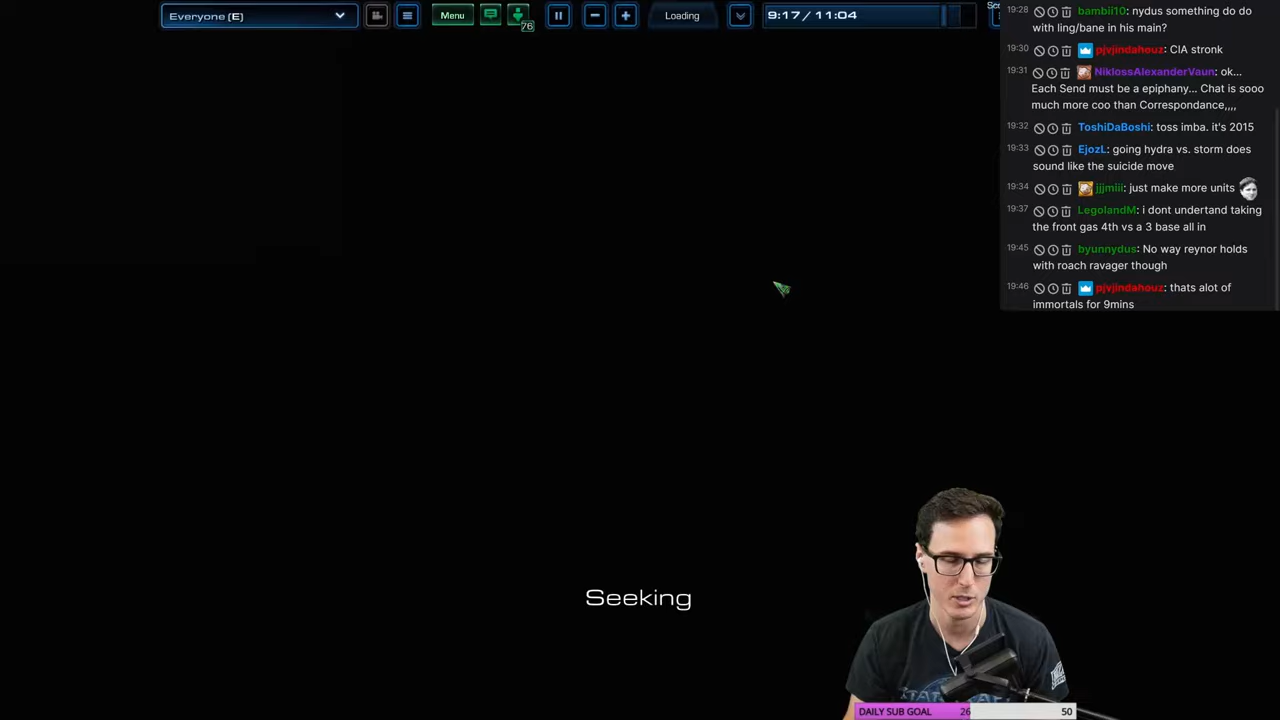 Everyone (E)
Menu
76
Loading
9:17 / 11:04
19:28 bambii10: nydus something do do
with ling/bane in his main?
19:30 pjvjindahouz: CIA stronk
19:31 NiklossAlexanderVaun: ok...
Each Send must be a epiphany... Chat is sooo
much more coo than Correspondance,,,,
19:32 ToshiDaBoshi: toss imba. it's 2015
19:33 EjozL: going hydra vs. storm does
sound like the suicide move
19:34 jjjmiii: just make more units
19:37 LegolandM: i dont undertand taking
the front gas 4th vs a 3 base all in
19:45 byunnydus: No way reynor holds
with roach ravager though
19:46 pjvjindahouz: thats alot of
immortals for 9mins
Seeking
DAILY SUB GOAL 26 50